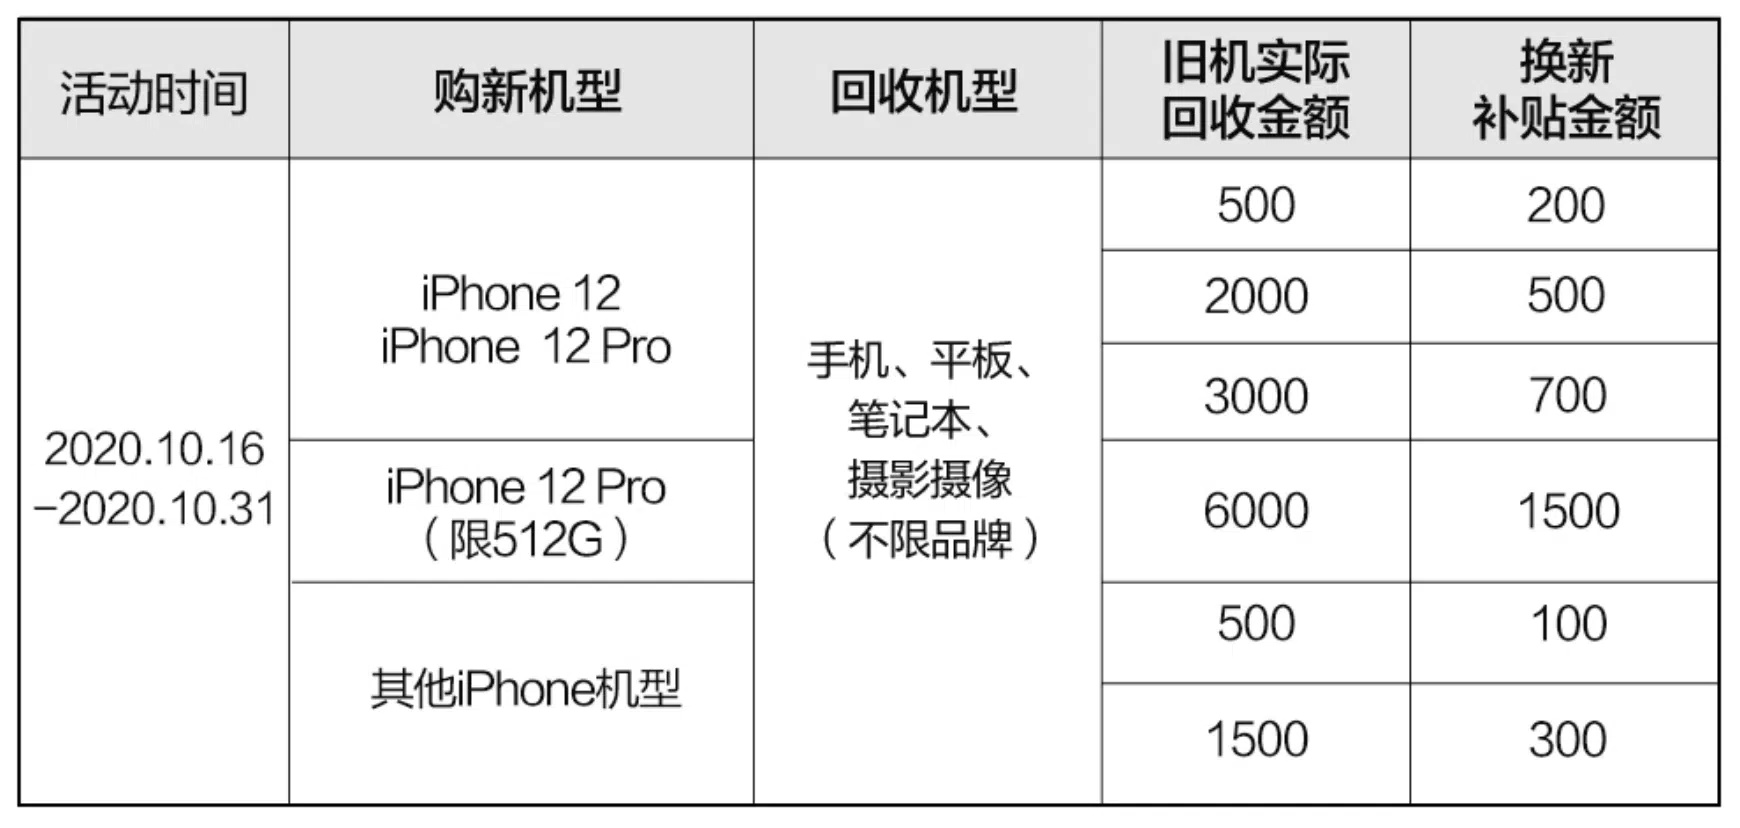 活动时间
购新机型
回收机型
旧机实际
回收金额
换新
补贴金额
2020.10.16
-2020.10.31
iPhone 12
iPhone 12 Pro
手机、平板、
笔记本、
摄影摄像
（不限品牌）
500
200
2000
500
3000
700
iPhone 12 Pro
（限512G）
6000
1500
其他iPhone机型
500
100
1500
300